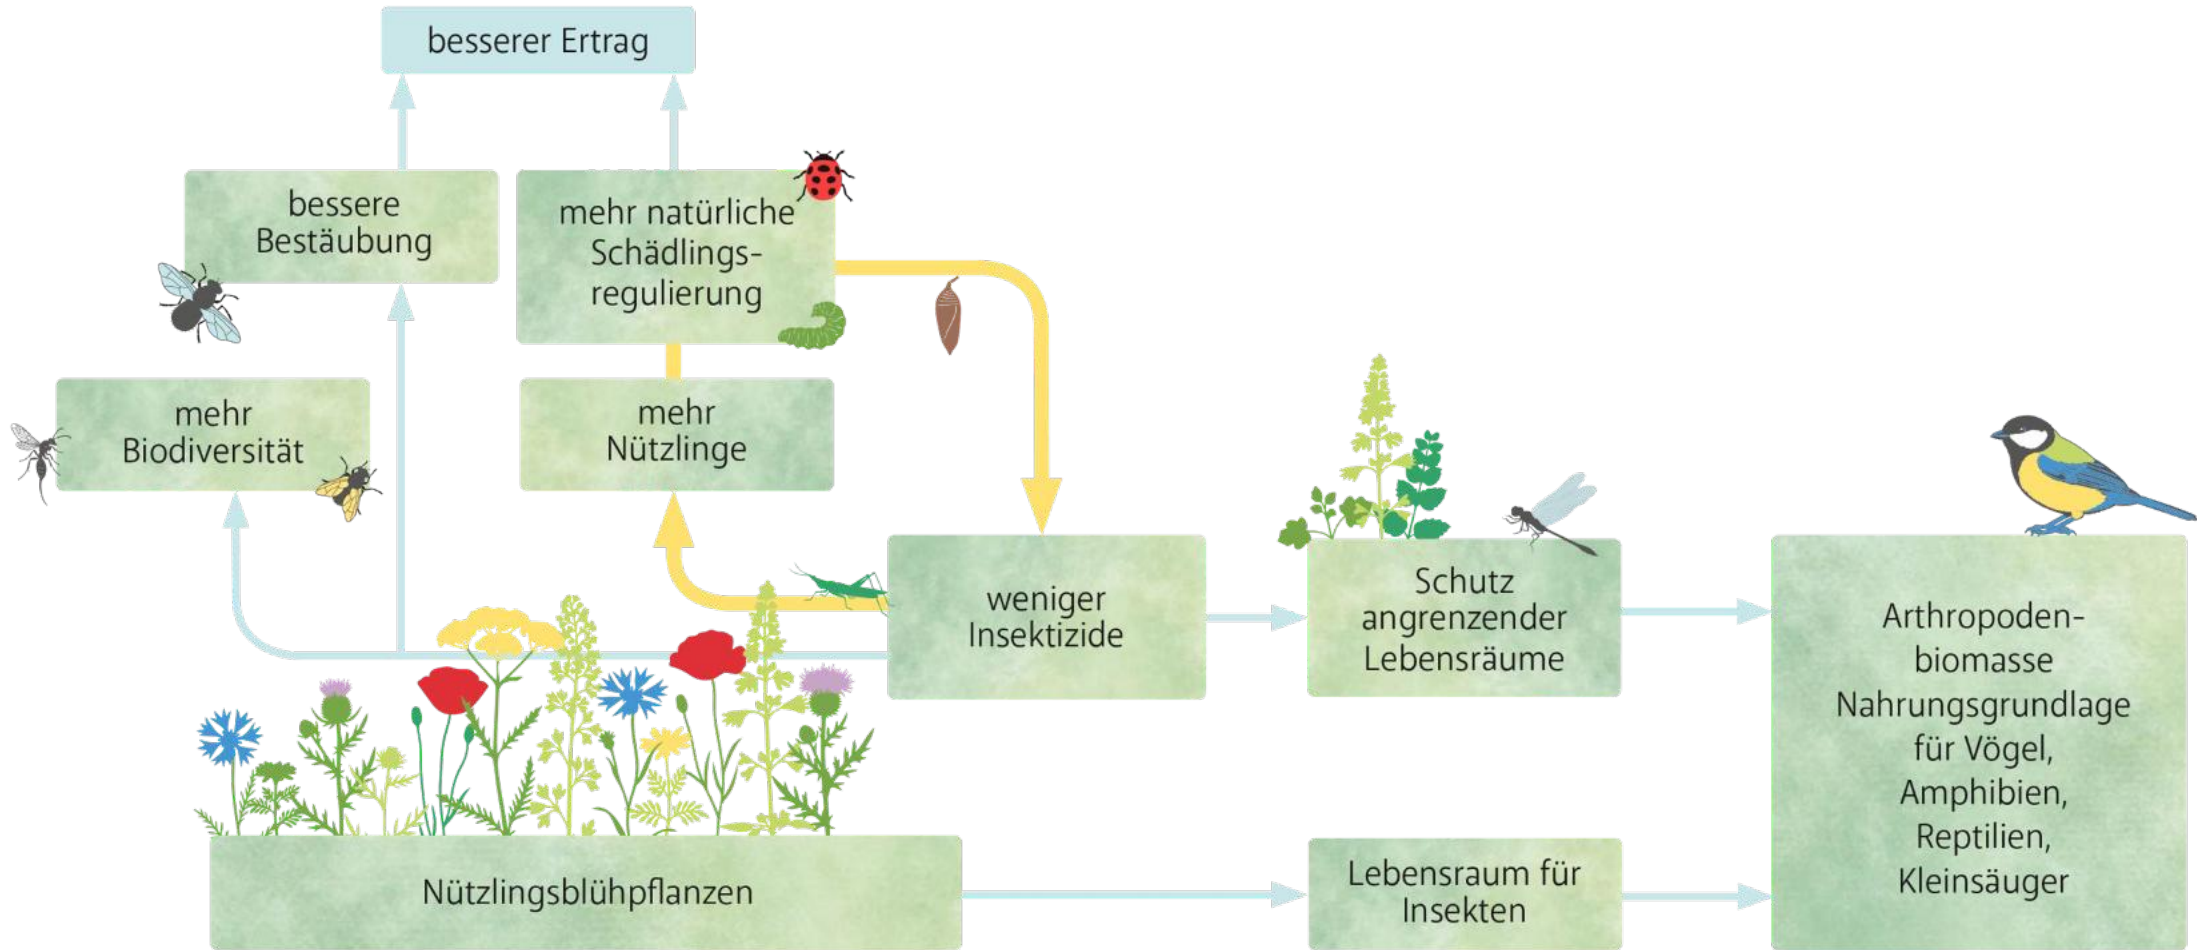 besserer Ertrag
bessere
Bestäubung
mehr natürliche
Schädlings-
regulierung
mehr
Biodiversität
mehr
Nützlinge
weniger
Insektizide
Schutz
angrenzender
Lebensräume
Arthropoden-
biomasse
Nahrungsgrundlage
für Vögel,
Amphibien,
Reptilien,
Kleinsäuger
Nützlingsblühpflanzen
Lebensraum für
Insekten